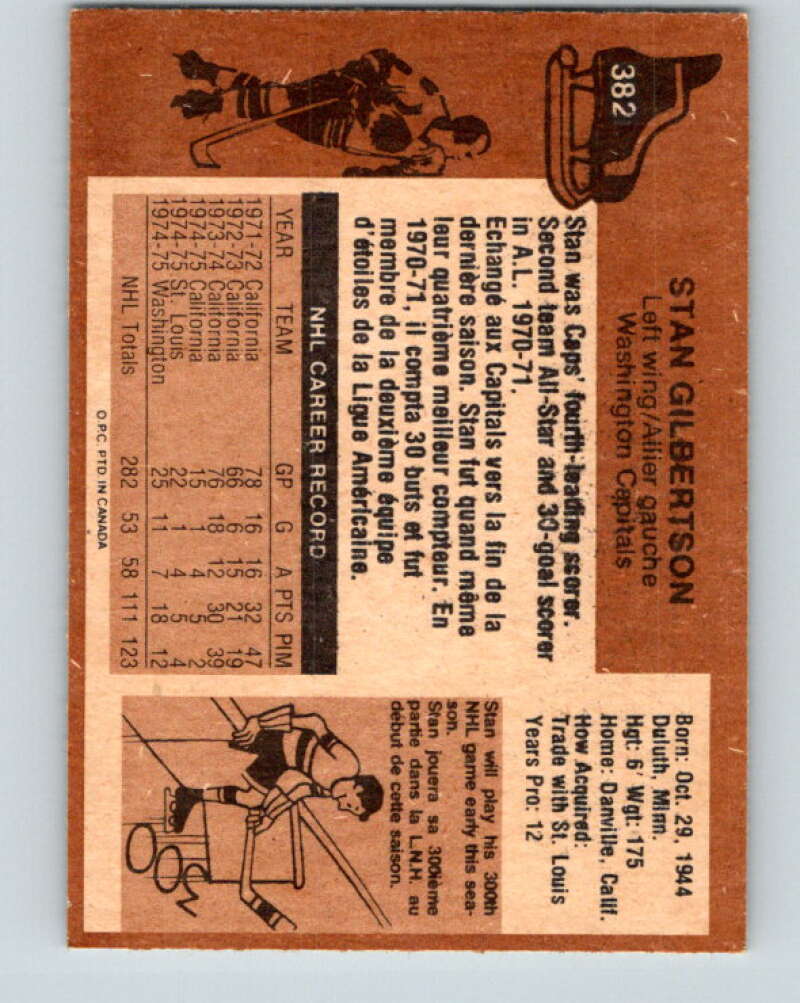 382
STAN GILBERTSON
Left wing/Ailier gauche
Washington Capitals
Stan was Caps' fourth-leading scorer.
Second team All-Star and 30-goal scorer
in A.L. 1970-71.
Echangé aux Capitals vers la fin de la
dernière saison. Stan fut quand même
leur quatrième meilleur compteur. En
1970-71, il compta 30 buts et fut
membre de la deuxième équipe
d'étoiles de la Ligue Américaine.
NHL CAREER RECORD
YEAR TEAM GP G A PTS PIM
1971-72 California 78 16 16 32 47
1972-73 California 66 6 15 21 19
1973-74 California 76 18 12 30 39
1974-75 California 15 1 4 5 2
1974-75 St. Louis 22 1 4 5 4
1974-75 Washington 25 11 7 18 12
NHL Totals 282 53 58 111 123
O.P.C. PTD. IN CANADA
Born: Oct. 29, 1944
Duluth, Minn.
Hgt: 6' Wgt: 175
Home: Danville, Calif.
How Acquired:
Trade with St. Louis
Years Pro: 12
Stan will play his 300th
NHL game early this sea-
son.
Stan jouera sa 300ième
partie dans la L.N.H. au
début de cette saison.
300